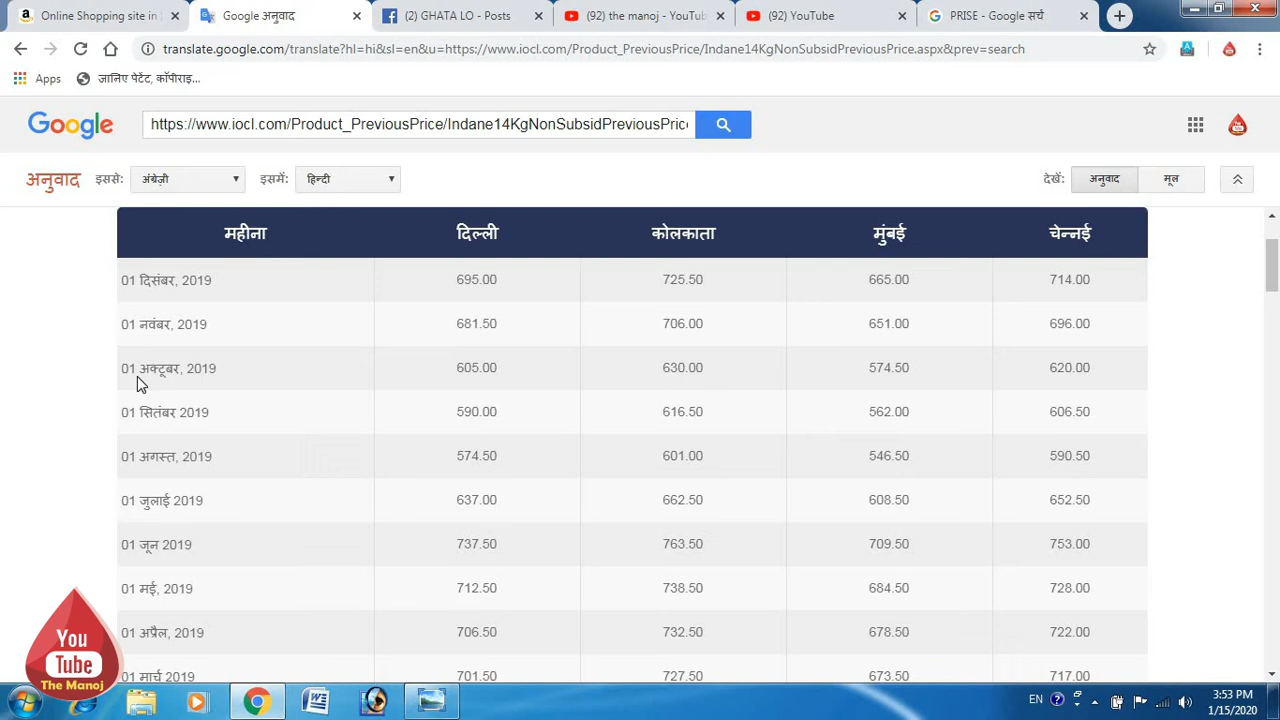 Online Shopping site in
Google अनुवाद
(2) GHATA LO - Posts
(92) the manoj - YouTube
(92) YouTube
PRISE - Google सर्च
translate.google.com/translate?hl=hi&sl=en&u=https://www.iocl.com/Product_PreviousPrice/Indane14KgNonSubsidPreviousPrice.aspx&prev=search
Apps जानिए पेटेंट, कॉपीराइ...
Google https://www.iocl.com/Product_PreviousPrice/Indane14KgNonSubsidPreviousPric
अनुवाद इससे: अंग्रेज़ी इसमें: हिन्दी देखें: अनुवाद मूल
महीना दिल्ली कोलकाता मुंबई चेन्नई
01 दिसंबर, 2019 695.00 725.50 665.00 714.00
01 नवंबर, 2019 681.50 706.00 651.00 696.00
01 अक्टूबर, 2019 605.00 630.00 574.50 620.00
01 सितंबर 2019 590.00 616.50 562.00 606.50
01 अगस्त, 2019 574.50 601.00 546.50 590.50
01 जुलाई 2019 637.00 662.50 608.50 652.50
01 जून 2019 737.50 763.50 709.50 753.00
01 मई, 2019 712.50 738.50 684.50 728.00
01 अप्रैल, 2019 706.50 732.50 678.50 722.00
01 मार्च 2019 701.50 727.50 673.50 717.00
You
Tube
The Manoj
EN
3:53 PM
1/15/2020